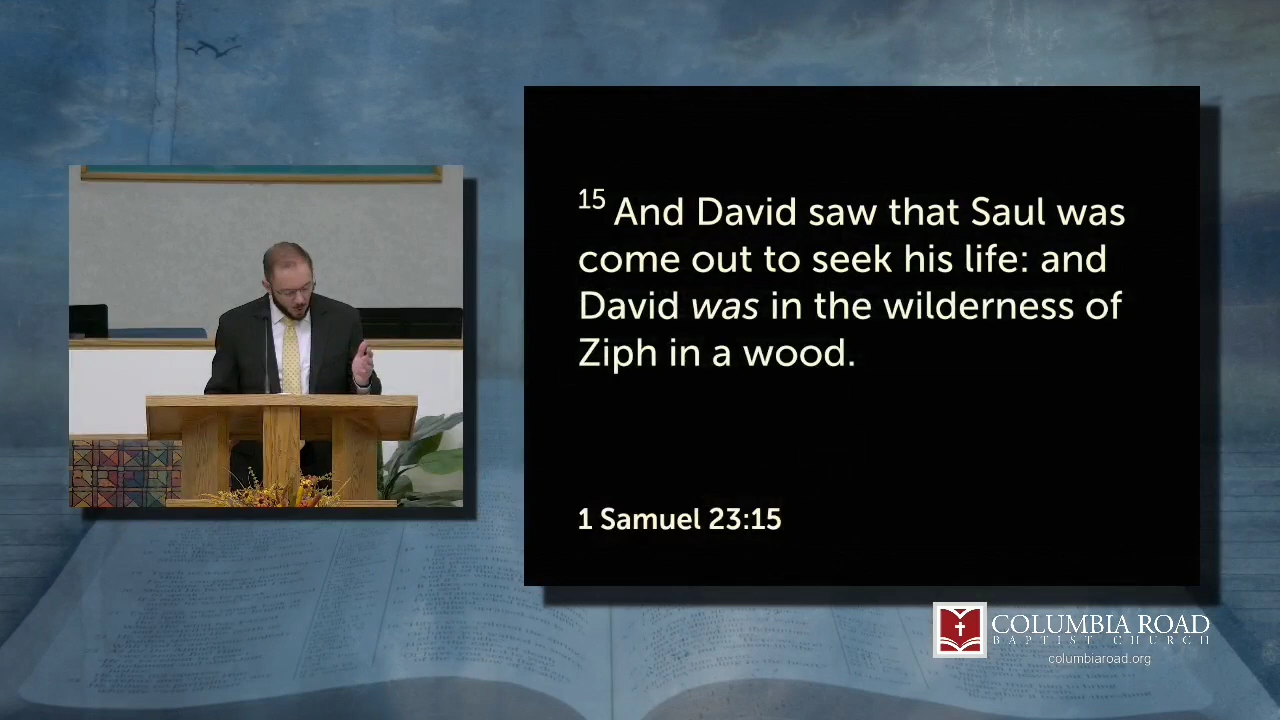 15 And David saw that Saul was
come out to seek his life: and
David was in the wilderness of
Ziph in a wood.
1 Samuel 23:15
COLUMBIA ROAD
BAPTIST CHURCH
columbiaroad.org